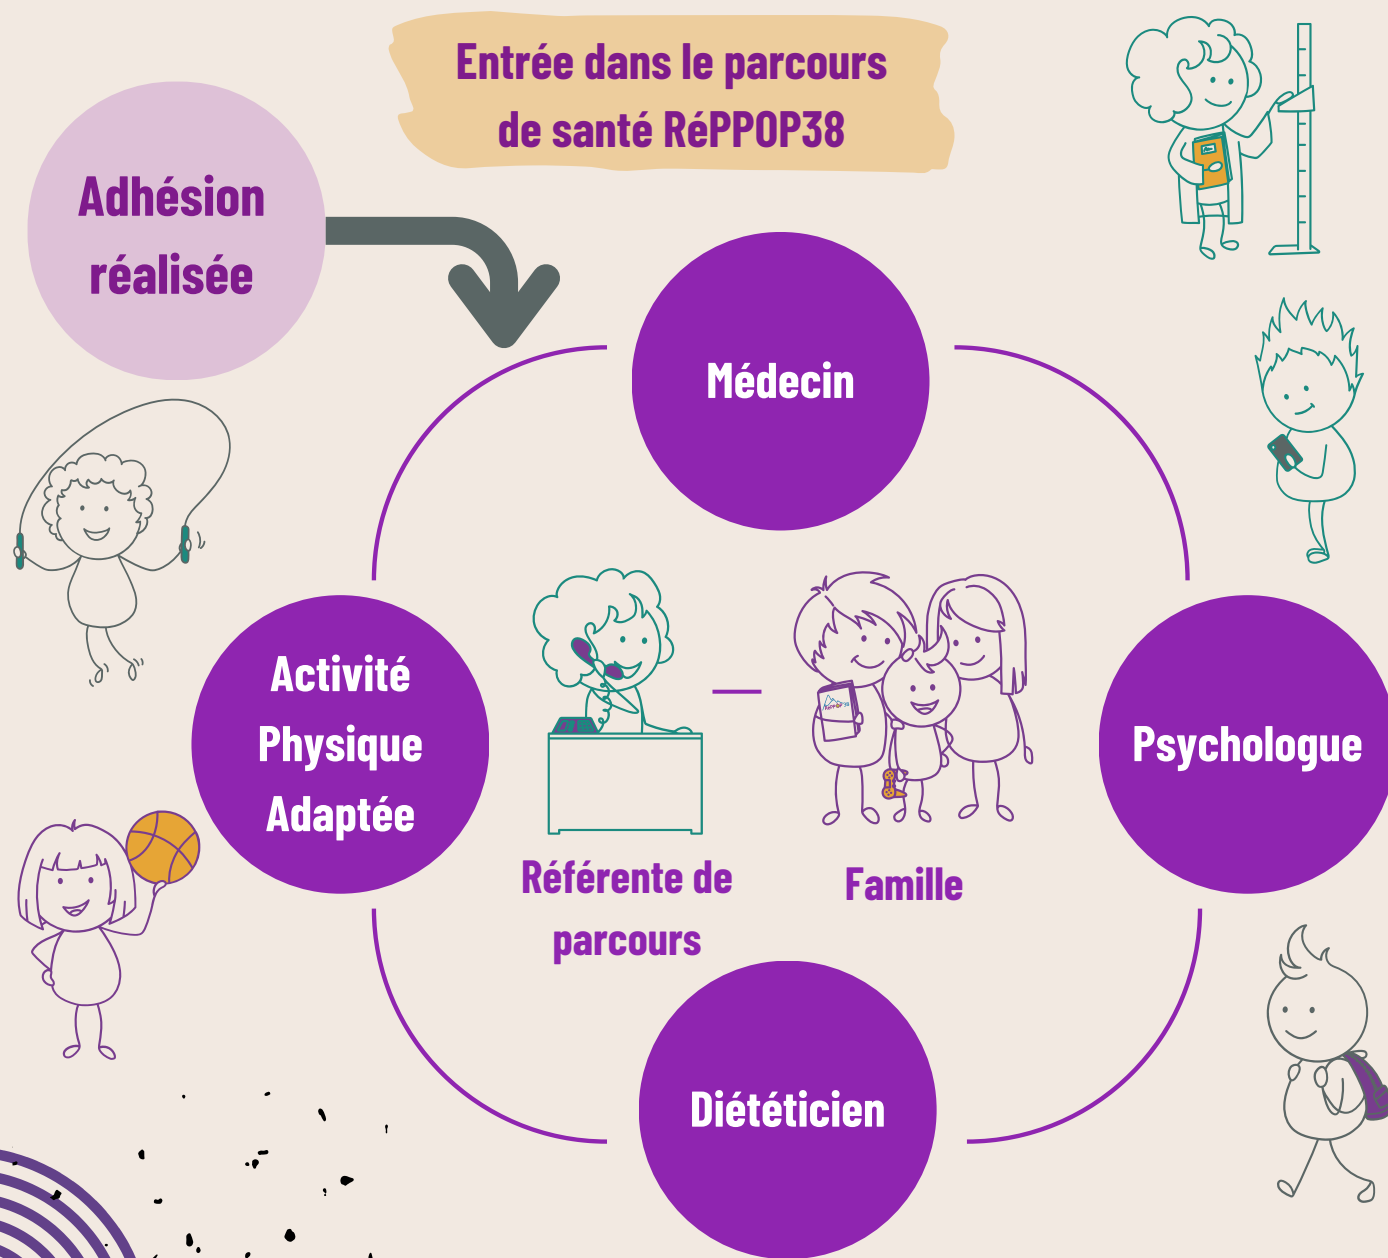 Entrée dans le parcours
de santé RéPPOP38
Adhésion
réalisée
Médecin
Activité
Physique
Adaptée
Psychologue
Référente de
parcours
Famille
Diététicien